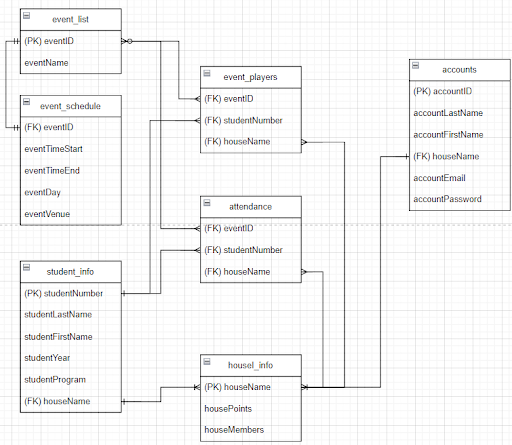 event_list
(PK) eventID
eventName
event_schedule
(FK) eventID
eventTimeStart
eventTimeEnd
eventDay
eventVenue
student_info
(PK) studentNumber
studentLastName
studentFirstName
studentYear
studentProgram
(FK) houseName
event_players
(FK) eventID
(FK) studentNumber
(FK) houseName
attendance
(FK) eventID
(FK) studentNumber
(FK) houseName
housel_info
(PK) houseName
housePoints
houseMembers
accounts
(PK) accountID
accountLastName
accountFirstName
(FK) houseName
accountEmail
accountPassword